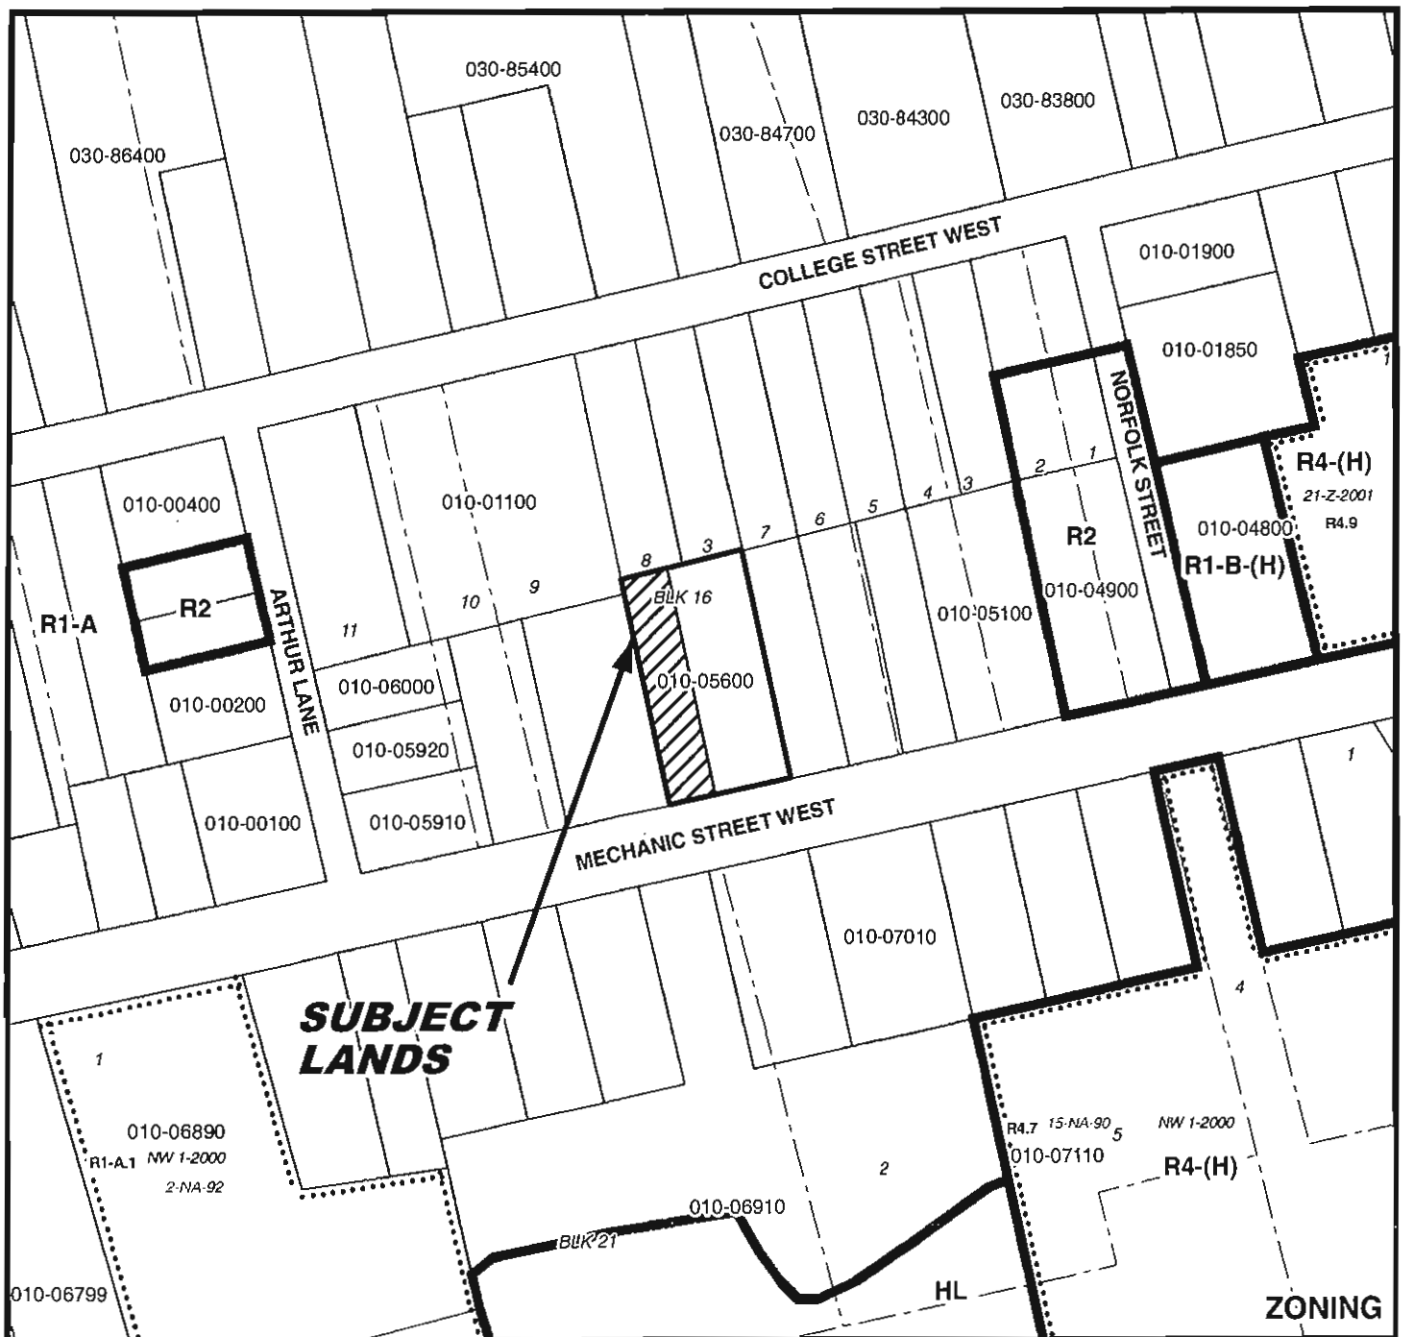 030-85400
030-83800
030-84300
030-84700
030-86400
COLLEGE STREET WEST
010-01900
010-01850
1
NORFOLK STREET
R4-(H)
21-Z-2001
R4.9
010-04800
R1-B-(H)
2
1
R2
010-04900
010-00400
010-01100
3
4
5
6
7
3
8
BLK 16
010-05600
010-05100
R1-A
R2
ARTHUR LANE
11
10
9
010-00200
010-06000
010-05920
010-05910
010-00100
MECHANIC STREET WEST
1
010-07010
4
SUBJECT
LANDS
1
010-06890
R1-A.1 NW 1-2000
2-NA-92
R4.7 15-NA-90 5 NW 1-2000
010-07110
R4-(H)
2
010-06910
BLK 21
HL
010-06799
ZONING